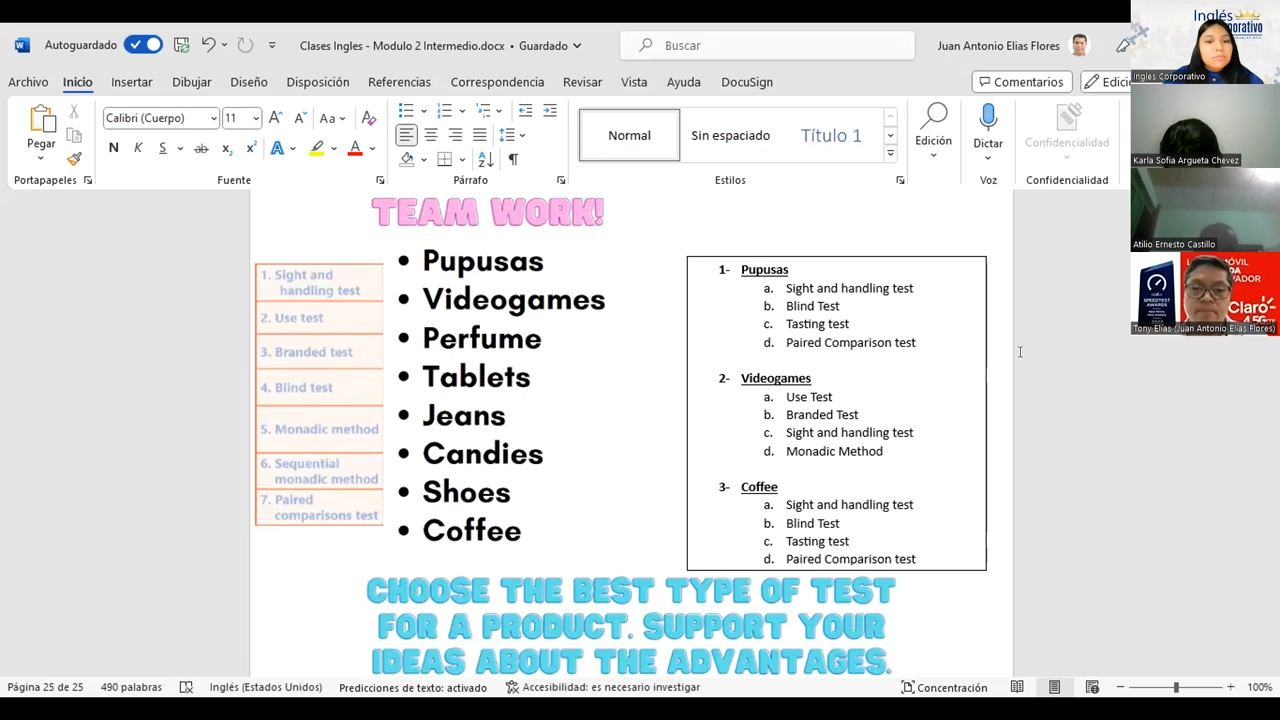 Autoguardado
Clases Ingles - Modulo 2 Intermedio.docx • Guardado
Buscar
Juan Antonio Elias Flores
Archivo
Inicio
Insertar
Dibujar
Diseño
Disposición
Referencias
Correspondencia
Revisar
Vista
Ayuda
DocuSign
Comentarios
Calibri (Cuerpo)
11
Pegar
Normal
Sin espaciado
Título 1
Edición
Dictar
Confidencialidad
Portapapeles
Fuente
Párrafo
Estilos
Voz
Confidencialidad
TEAM WORK!
1. Sight and
handling test
2. Use test
3. Branded test
4. Blind test
5. Monadic method
6. Sequential
monadic method
7. Paired
comparisons test
• Pupusas
• Videogames
• Perfume
• Tablets
• Jeans
• Candies
• Shoes
• Coffee
1- Pupusas
a. Sight and handling test
b. Blind Test
c. Tasting test
d. Paired Comparison test
2- Videogames
a. Use Test
b. Branded Test
c. Sight and handling test
d. Monadic Method
3- Coffee
a. Sight and handling test
b. Blind Test
c. Tasting test
d. Paired Comparison test
CHOOSE THE BEST TYPE OF TEST
FOR A PRODUCT. SUPPORT YOUR
IDEAS ABOUT THE ADVANTAGES.
Página 25 de 25
490 palabras
Inglés (Estados Unidos)
Predicciones de texto: activado
Accesibilidad: es necesario investigar
Concentración
100%
Inglés
Ingles Corporativo
Karla Sofia Argueta Chevez
Atilio Ernesto Castillo
Claro
Tony Elías (Juan Antonio Elias Flores)